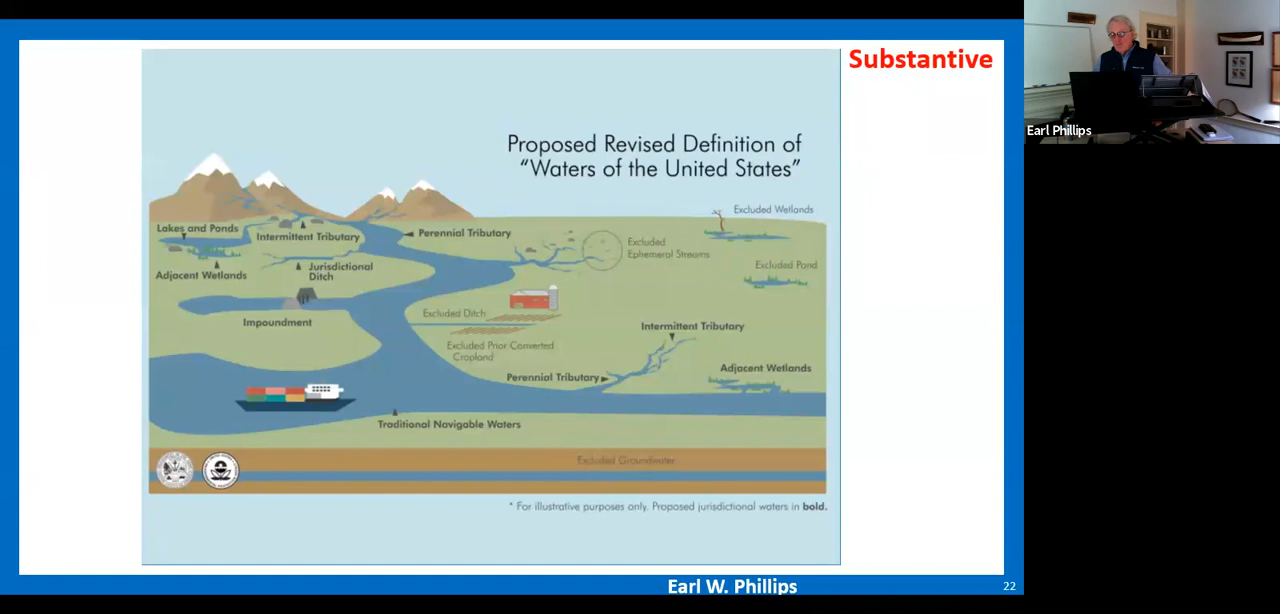 Substantive
Earl Phillips
Proposed Revised Definition of
“Waters of the United States”
Excluded Wetlands
Lakes and Ponds
Intermittent Tributary
Perennial Tributary
Excluded
Ephemeral Streams
Adjacent Wetlands
Jurisdictional
Ditch
Excluded Pond
Impoundment
Excluded Ditch
Intermittent Tributary
Excluded Prior Converted
Cropland
Perennial Tributary
Adjacent Wetlands
Traditional Navigable Waters
Excluded Groundwater
* For illustrative purposes only. Proposed jurisdictional waters in bold.
Earl W. Phillips
22